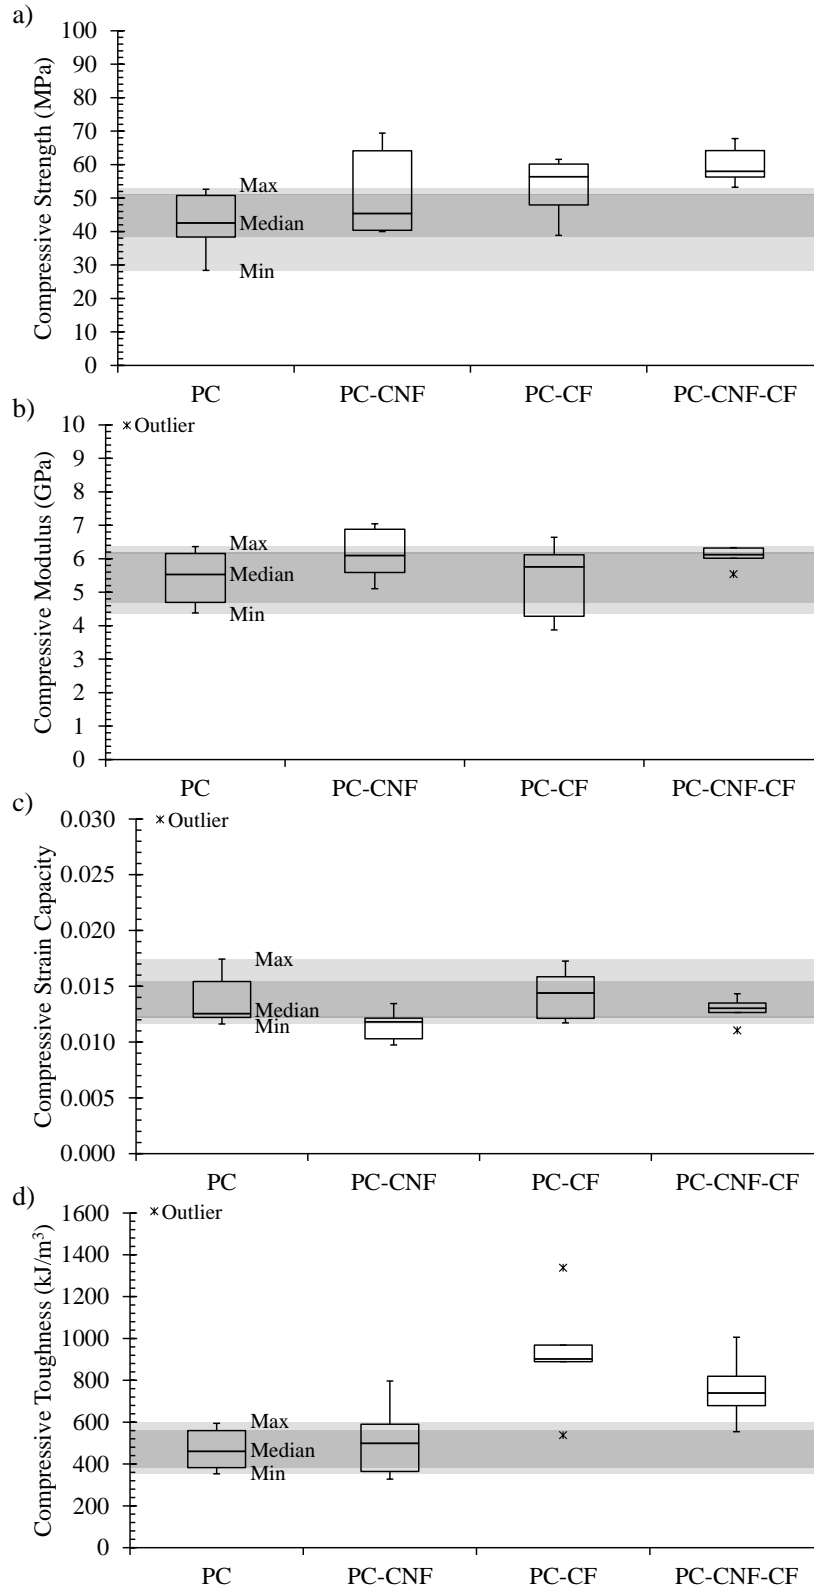 a)
Compressive Strength (MPa)
100
90
80
70
60
50
40
30
20
10
0
Max
Median
Min
PC PC-CNF PC-CF PC-CNF-CF
b)
Compressive Modulus (GPa)
10
9
8
7
6
5
4
3
2
1
0
Outlier
Max
Median
Min
PC PC-CNF PC-CF PC-CNF-CF
c)
Compressive Strain Capacity
0.030
0.025
0.020
0.015
0.010
0.005
0.000
Outlier
Max
Median
Min
PC PC-CNF PC-CF PC-CNF-CF
d)
Compressive Toughness (kJ/m³)
1600
1400
1200
1000
800
600
400
200
0
Outlier
Max
Median
Min
PC PC-CNF PC-CF PC-CNF-CF